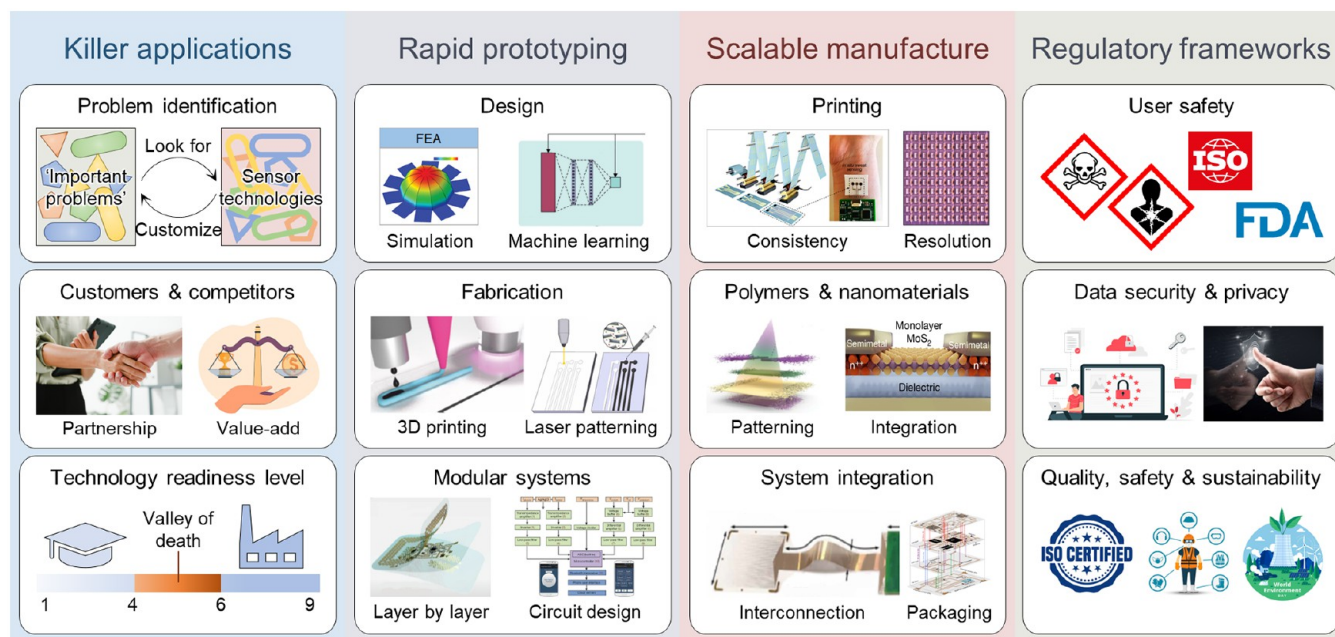 Killer applications
Rapid prototyping
Scalable manufacture
Regulatory frameworks
Problem identification
'Important
problems'
Look for
Customize
Sensor
technologies
Customers & competitors
Partnership
Value-add
Technology readiness level
Valley of
death
1
4
6
9
Design
FEA
Simulation
Machine learning
Fabrication
3D printing
Laser patterning
Modular systems
Layer by layer
Circuit design
Printing
Consistency
Resolution
Polymers & nanomaterials
Patterning
Monolayer
MoS₂
Semimetal
Semimetal
n⁺⁺
n⁺⁺
Dielectric
Integration
System integration
Interconnection
Packaging
User safety
ISO
FDA
Data security & privacy
Quality, safety & sustainability
ISO CERTIFIED
World
Environment